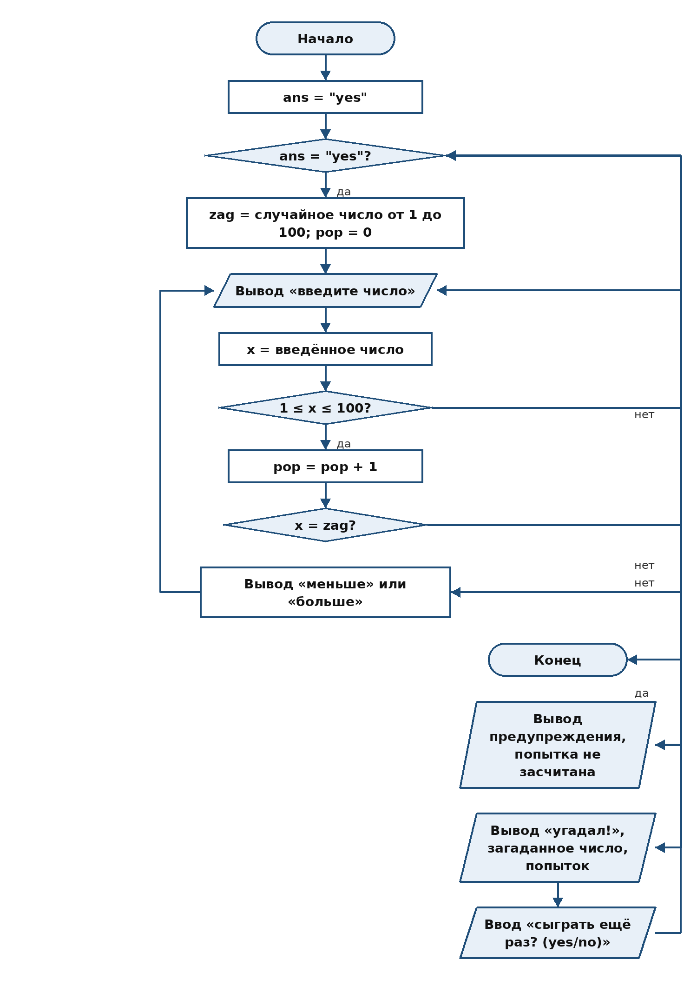 Начало
ans = "yes"
ans = "yes"?
да
zag = случайное число от 1 до
100; pop = 0
Вывод «введите число»
x = введённое число
1 ≤ x ≤ 100?
нет
да
pop = pop + 1
x = zag?
нет
нет
Вывод «меньше» или
«больше»
Конец
да
Вывод
предупреждения,
попытка не
засчитана
Вывод «угадал!»,
загаданное число,
попыток
Ввод «сыграть ещё
раз? (yes/no)»